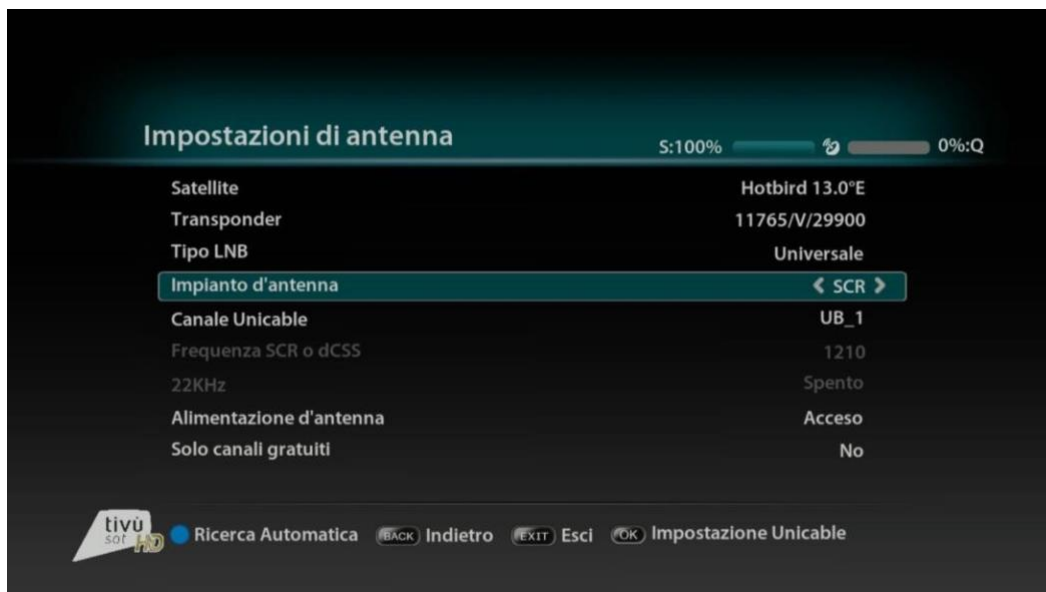 Impostazioni di antenna
S:100% 0%:Q
Satellite Hotbird 13.0°E
Transponder 11765/V/29900
Tipo LNB Universale
Impianto d'antenna SCR
Canale Unicable UB_1
Frequenza SCR o dCSS 1210
22KHz Spento
Alimentazione d'antenna Acceso
Solo canali gratuiti No
tivù
sat HD
Ricerca Automatica BACK Indietro EXIT Esci OK Impostazione Unicable